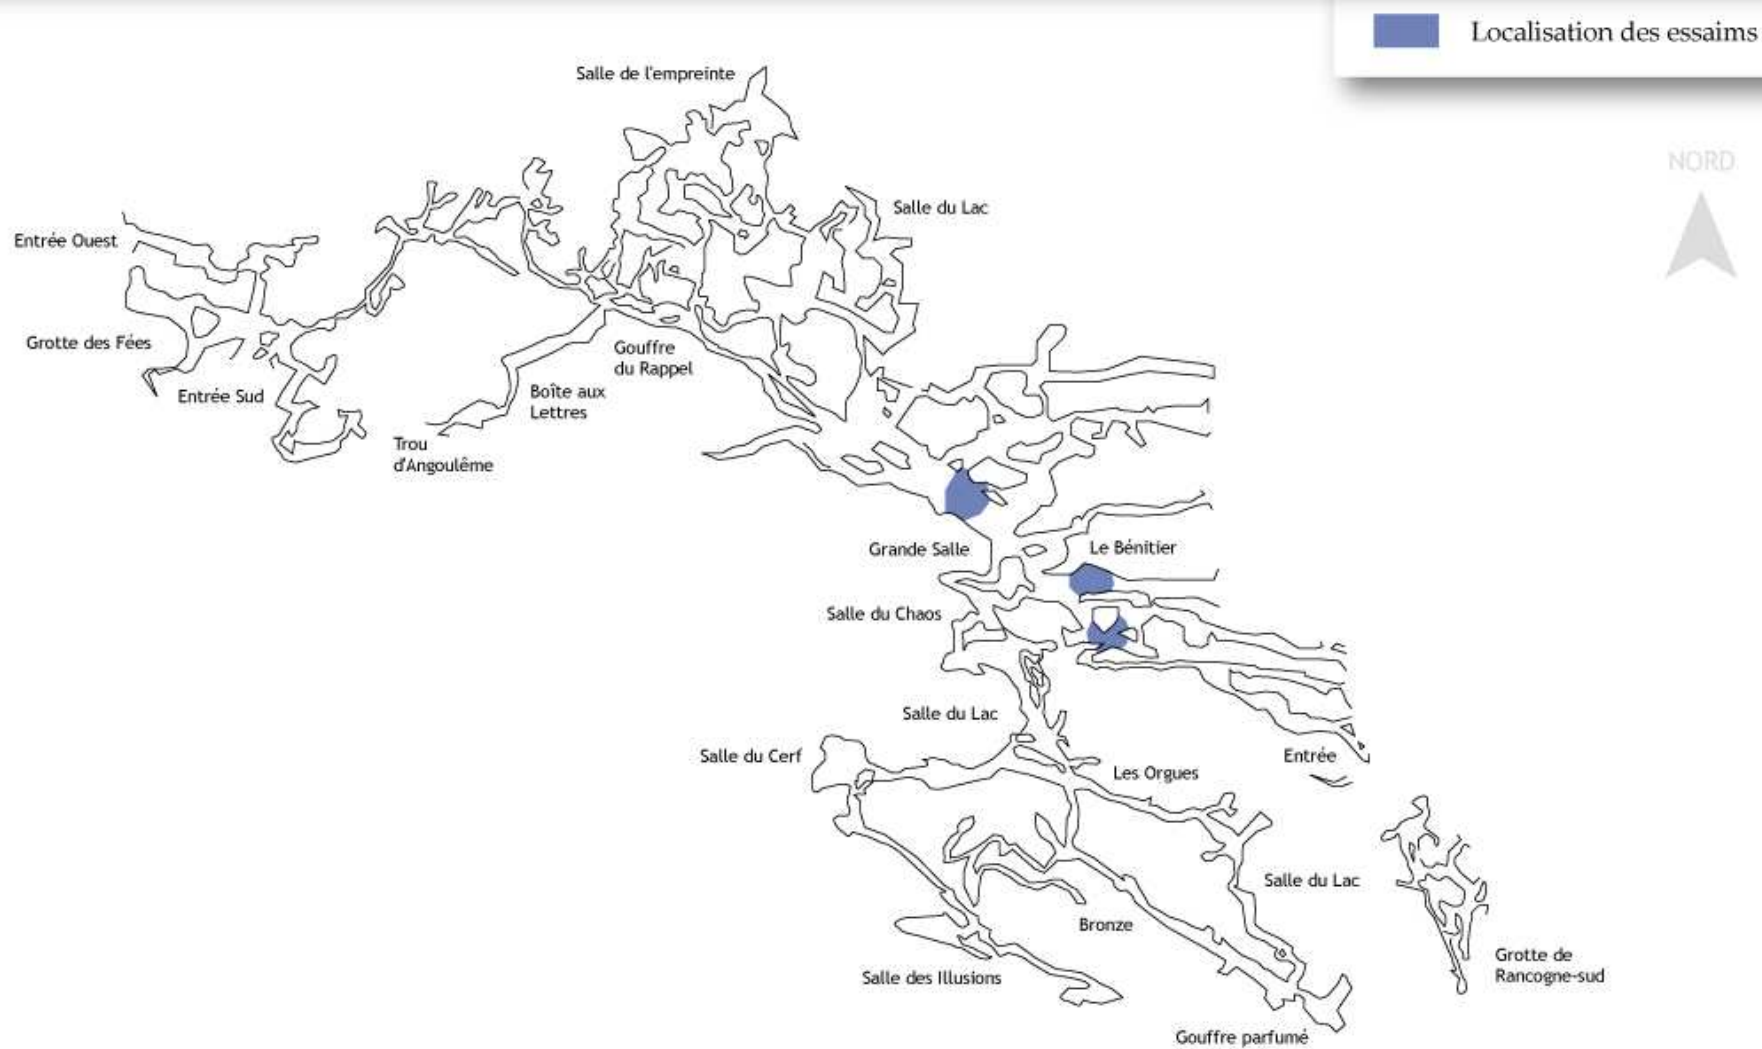 Localisation des essaims
Salle de l'empreinte
NORD
Salle du Lac
Entrée Ouest
Grotte des Fées
Gouffre
du Rappel
Entrée Sud
Boîte aux
Lettres
Trou
d'Angoulême
Grande Salle
Le Bénitier
Salle du Chaos
Salle du Lac
Salle du Cerf
Entrée
Les Orgues
Salle du Lac
Bronze
Grotte de
Rancogne-sud
Salle des Illusions
Gouffre parfumé